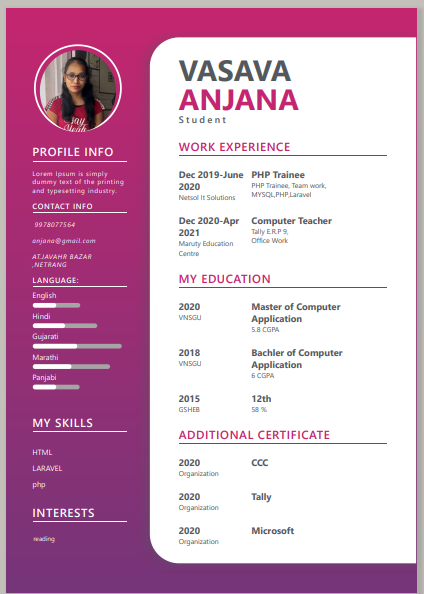 VASAVA
ANJANA
Student
PROFILE INFO
Lorem Ipsum is simply
dummy text of the printing
and typesetting industry.
CONTACT INFO
9978077564
anjana@gmail.com
AT.JAVAHR BAZAR
,NETRANG
LANGUAGE:
English
Hindi
Gujarati
Marathi
Panjabi
MY SKILLS
HTML
LARAVEL
php
INTERESTS
reading
WORK EXPERIENCE
Dec 2019-June
2020
Netsol It Solutions
PHP Trainee
PHP Trainee, Team work,
MYSQL,PHP,Laravel
Dec 2020-Apr
2021
Maruty Education
Centre
Computer Teacher
Tally E.R.P 9,
Office Work
MY EDUCATION
2020
VNSGU
Master of Computer
Application
5.8 CGPA
2018
VNSGU
Bachler of Computer
Application
6 CGPA
2015
GSHEB
12th
58 %
ADDITIONAL CERTIFICATE
2020
Organization
CCC
2020
Organization
Tally
2020
Organization
Microsoft